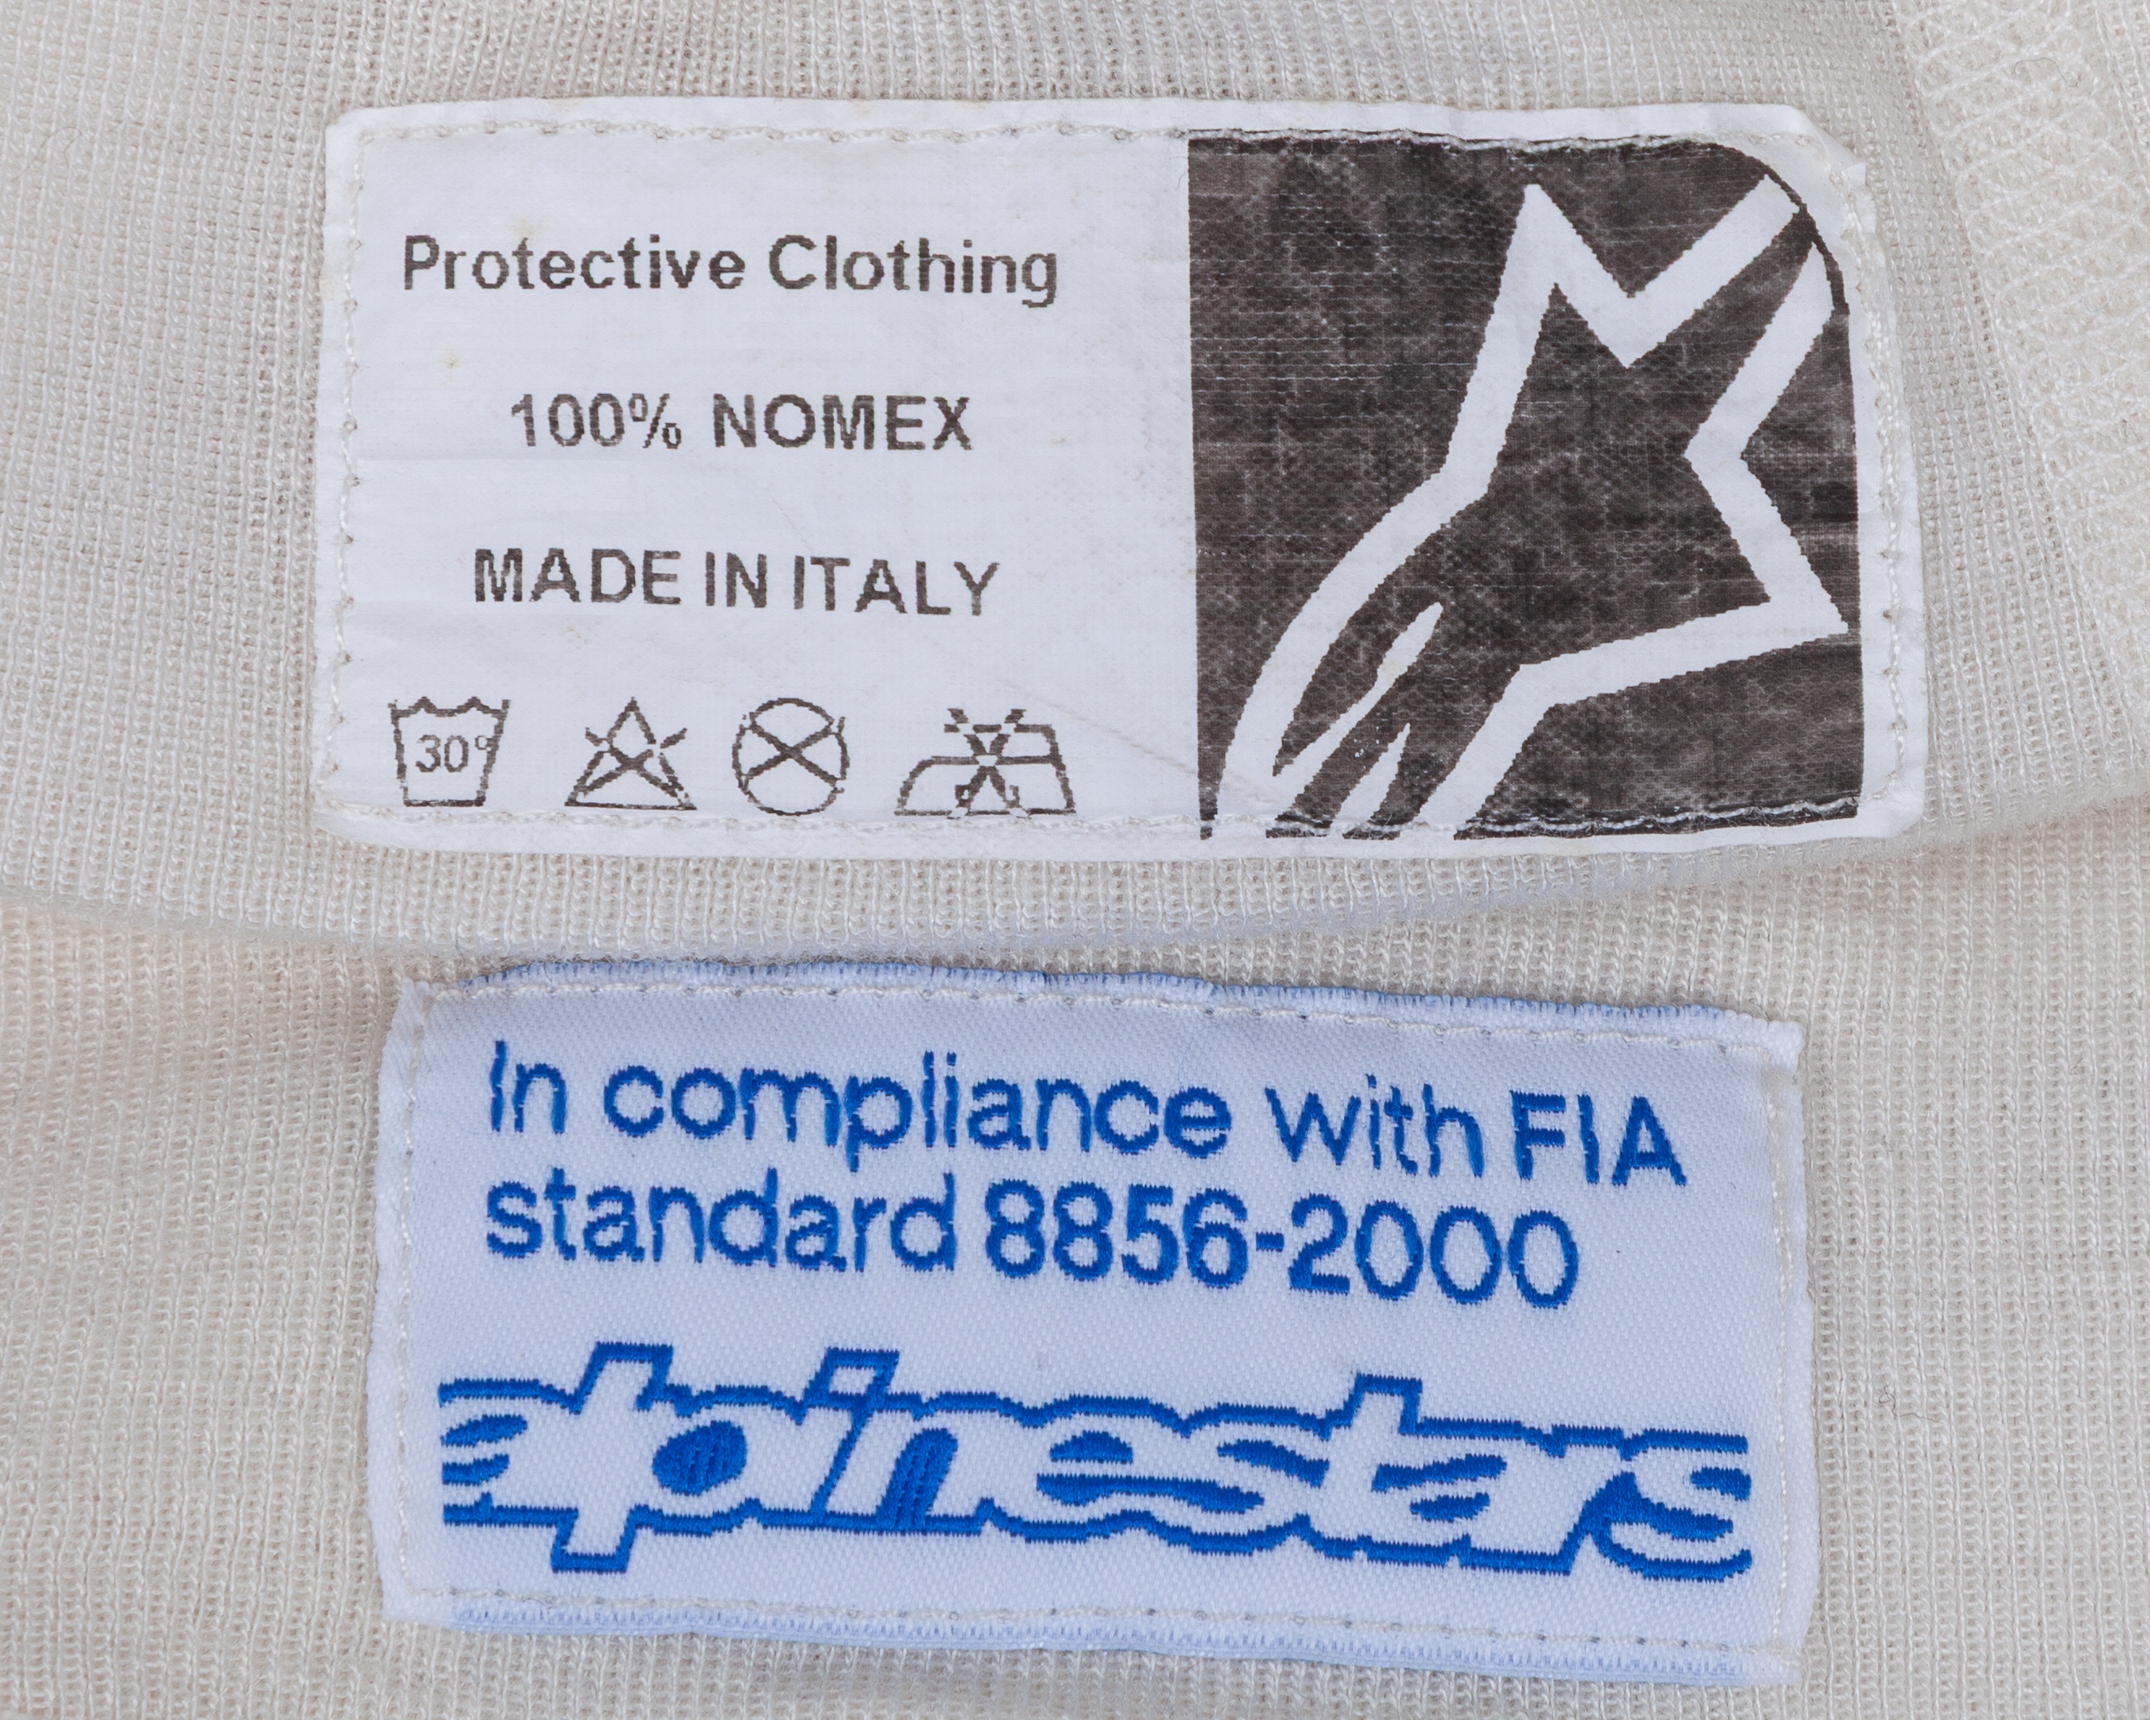 Protective Clothing
100% NOMEX
MADE IN ITALY
30°
In compliance with FIA
standard 8856-2000
alpinestars